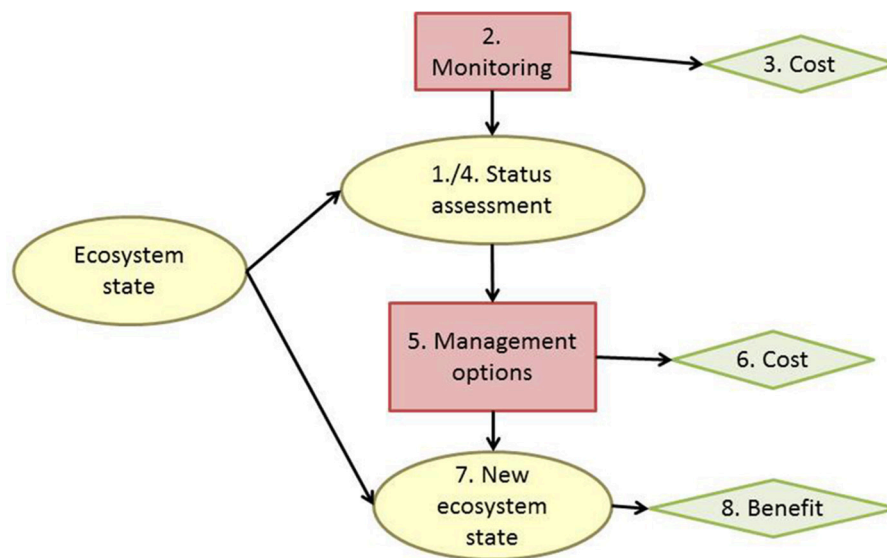 2.
Monitoring
3. Cost
1./4. Status
assessment
Ecosystem
state
5. Management
options
6. Cost
7. New
ecosystem
state
8. Benefit